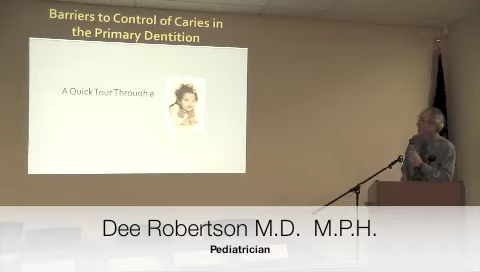 Barriers to Control of Caries in
the Primary Dentition
A Quick Tour Through a
Dee Robertson M.D. M.P.H.
Pediatrician